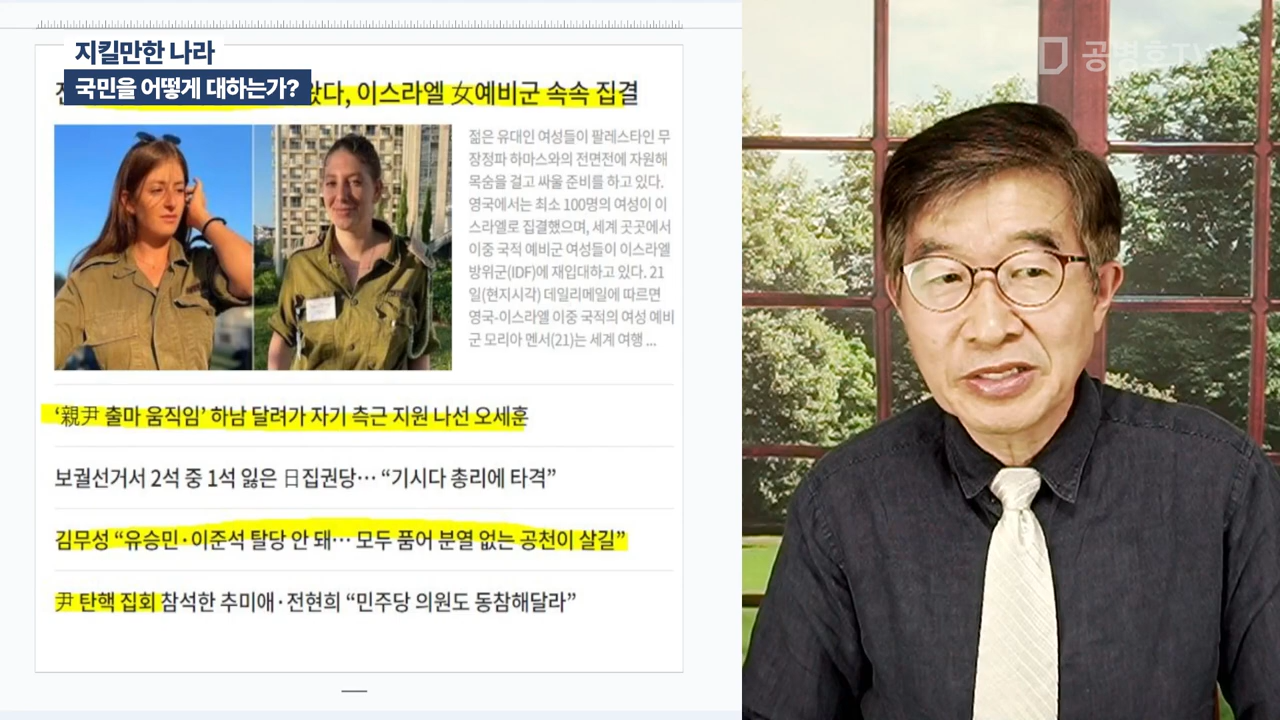 지킬만한 나라
국민을 어떻게 대하는가?
공병호TV
왔다, 이스라엘 女예비군 속속 집결
젊은 유대인 여성들이 팔레스타인 무
장정파 하마스와의 전면전에 자원해
목숨을 걸고 싸울 준비를 하고 있다.
영국에서는 최소 100명의 여성이 이
스라엘로 집결했으며, 세계 곳곳에서
이중 국적 예비군 여성들이 이스라엘
방위군(IDF)에 재입대하고 있다. 21
일(현지시각) 데일리메일에 따르면
영국-이스라엘 이중 국적의 여성 예비
군 모리아 멘서(21)는 세계 여행 ...
‘親尹 출마 움직임’ 하남 달려가 자기 측근 지원 나선 오세훈
보궐선거서 2석 중 1석 잃은 日집권당… “기시다 총리에 타격”
김무성 “유승민·이준석 탈당 안 돼… 모두 품어 분열 없는 공천이 살길”
尹 탄핵 집회 참석한 추미애·전현희 “민주당 의원도 동참해달라”